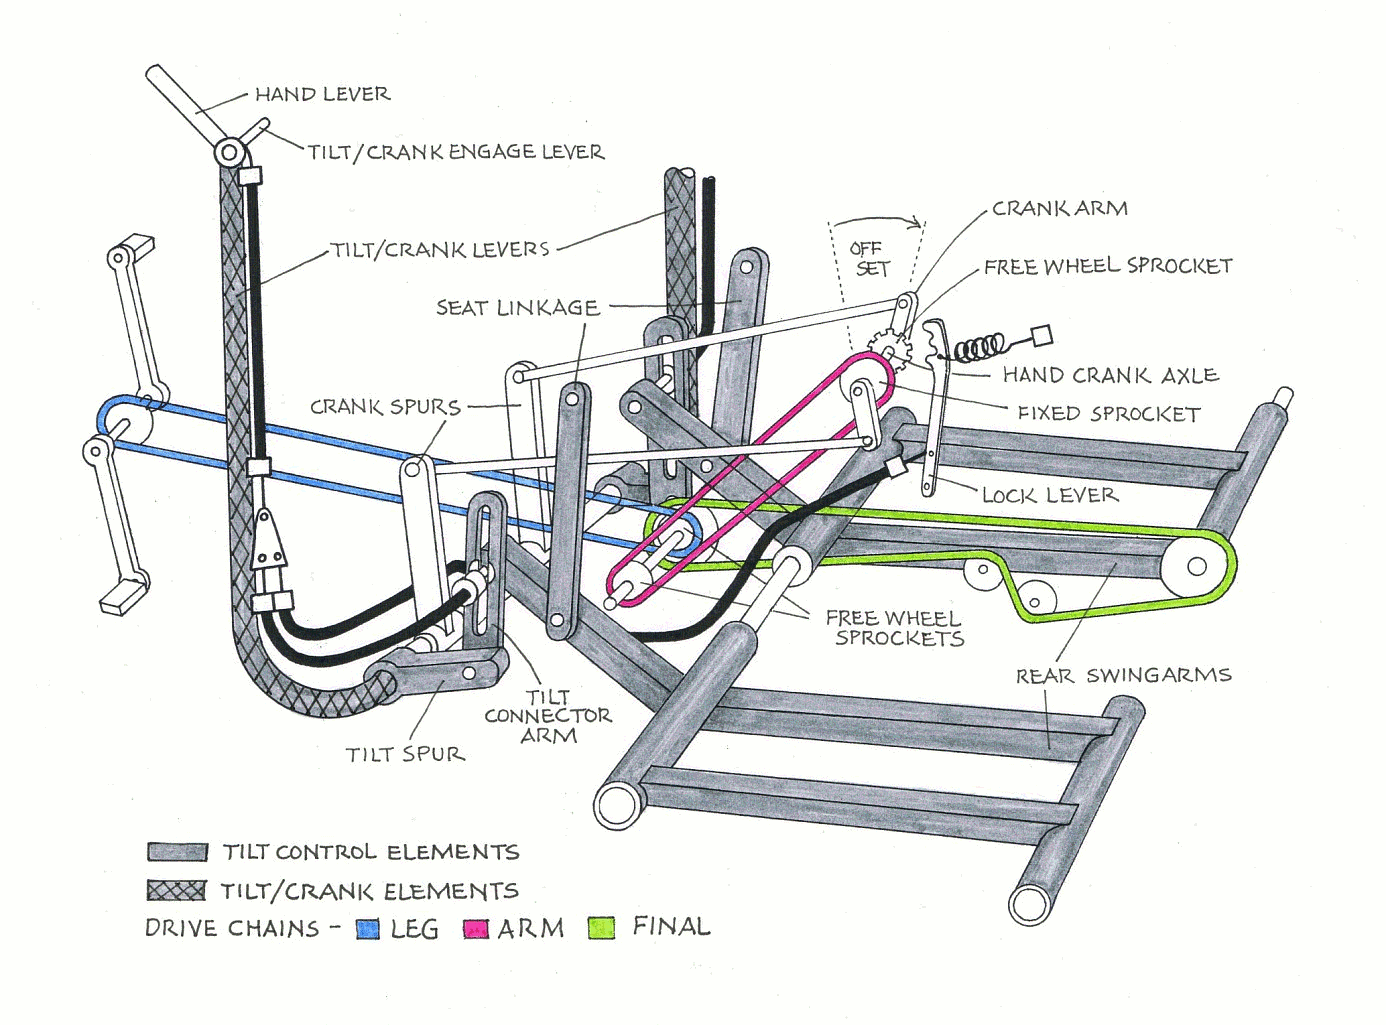 HAND LEVER
TILT/CRANK ENGAGE LEVER
CRANK ARM
TILT/CRANK LEVERS
OFF
SET
FREE WHEEL SPROCKET
SEAT LINKAGE
HAND CRANK AXLE
CRANK SPURS
FIXED SPROCKET
LOCK LEVER
FREE WHEEL
SPROCKETS
REAR SWINGARMS
TILT
CONNECTOR
ARM
TILT SPUR
TILT CONTROL ELEMENTS
TILT/CRANK ELEMENTS
DRIVE CHAINS - LEG ARM FINAL